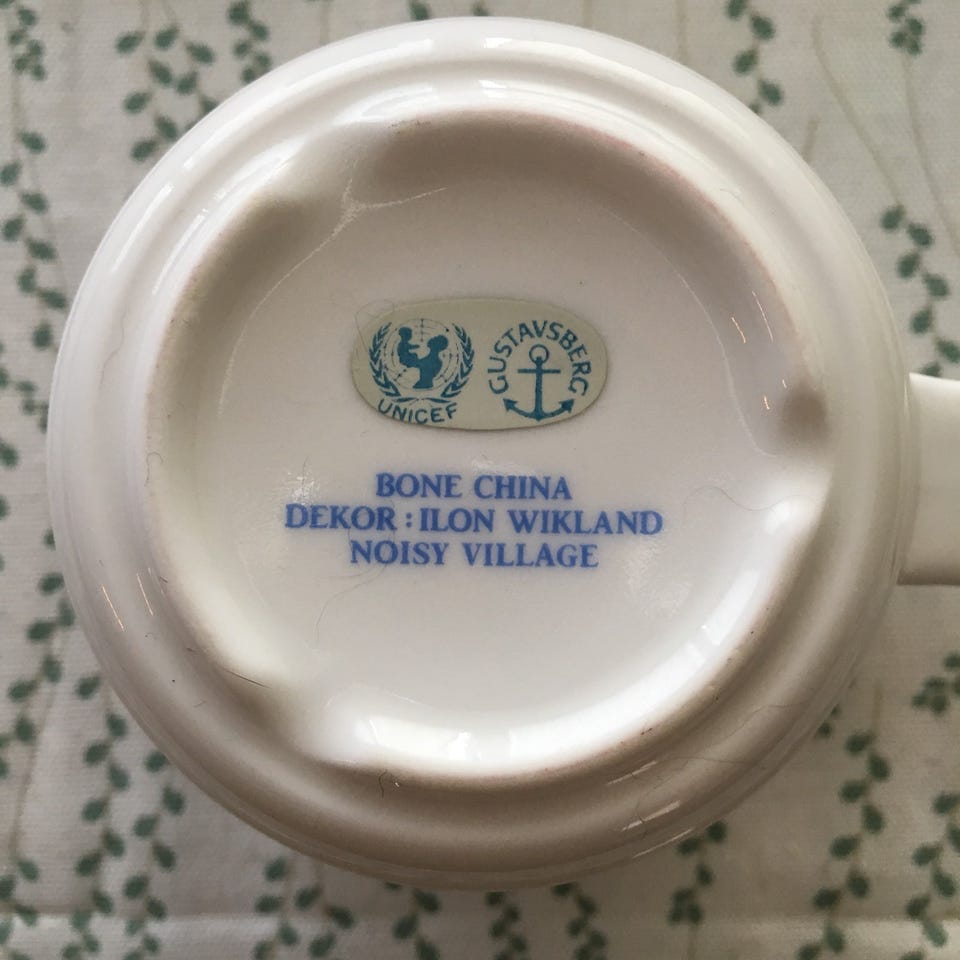 UNICEF
GUSTAVSBERG
BONE CHINA
DEKOR : ILON WIKLAND
NOISY VILLAGE